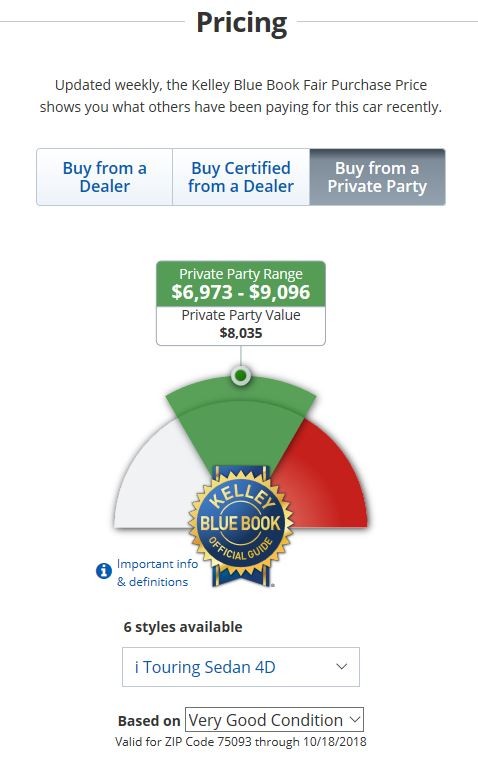 Pricing
Updated weekly, the Kelley Blue Book Fair Purchase Price
shows you what others have been paying for this car recently.
Buy from a
Dealer
Buy Certified
from a Dealer
Buy from a
Private Party
Private Party Range
$6,973 - $9,096
Private Party Value
$8,035
KELLEY
BLUE BOOK
OFFICIAL GUIDE
Important info
& definitions
6 styles available
i Touring Sedan 4D
Based on Very Good Condition
Valid for ZIP Code 75093 through 10/18/2018